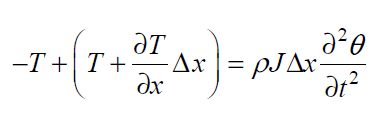 −T + (T + ∂T/∂x Δx) = ρJΔx ∂²θ/∂t²